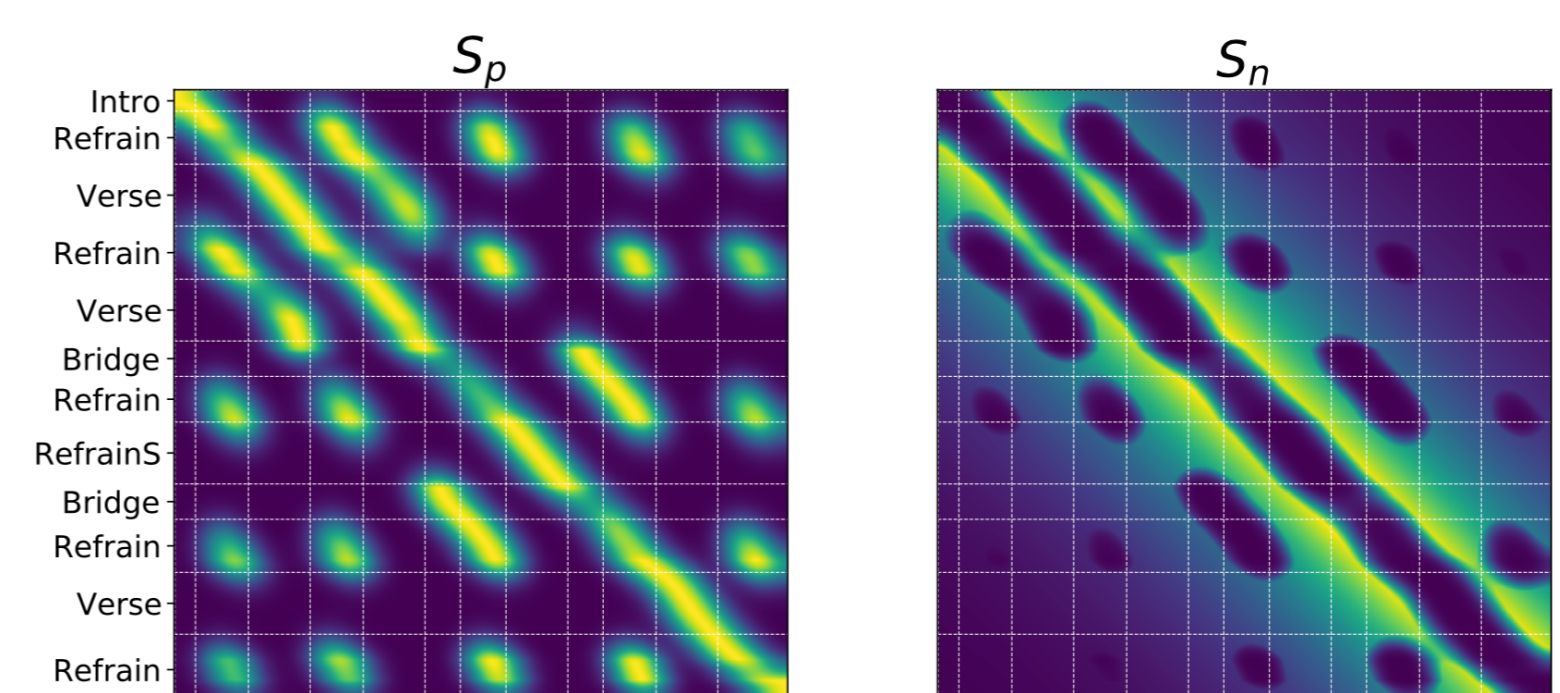 S_p
S_n
Intro
Refrain
Verse
Refrain
Verse
Bridge
Refrain
RefrainS
Bridge
Refrain
Verse
Refrain